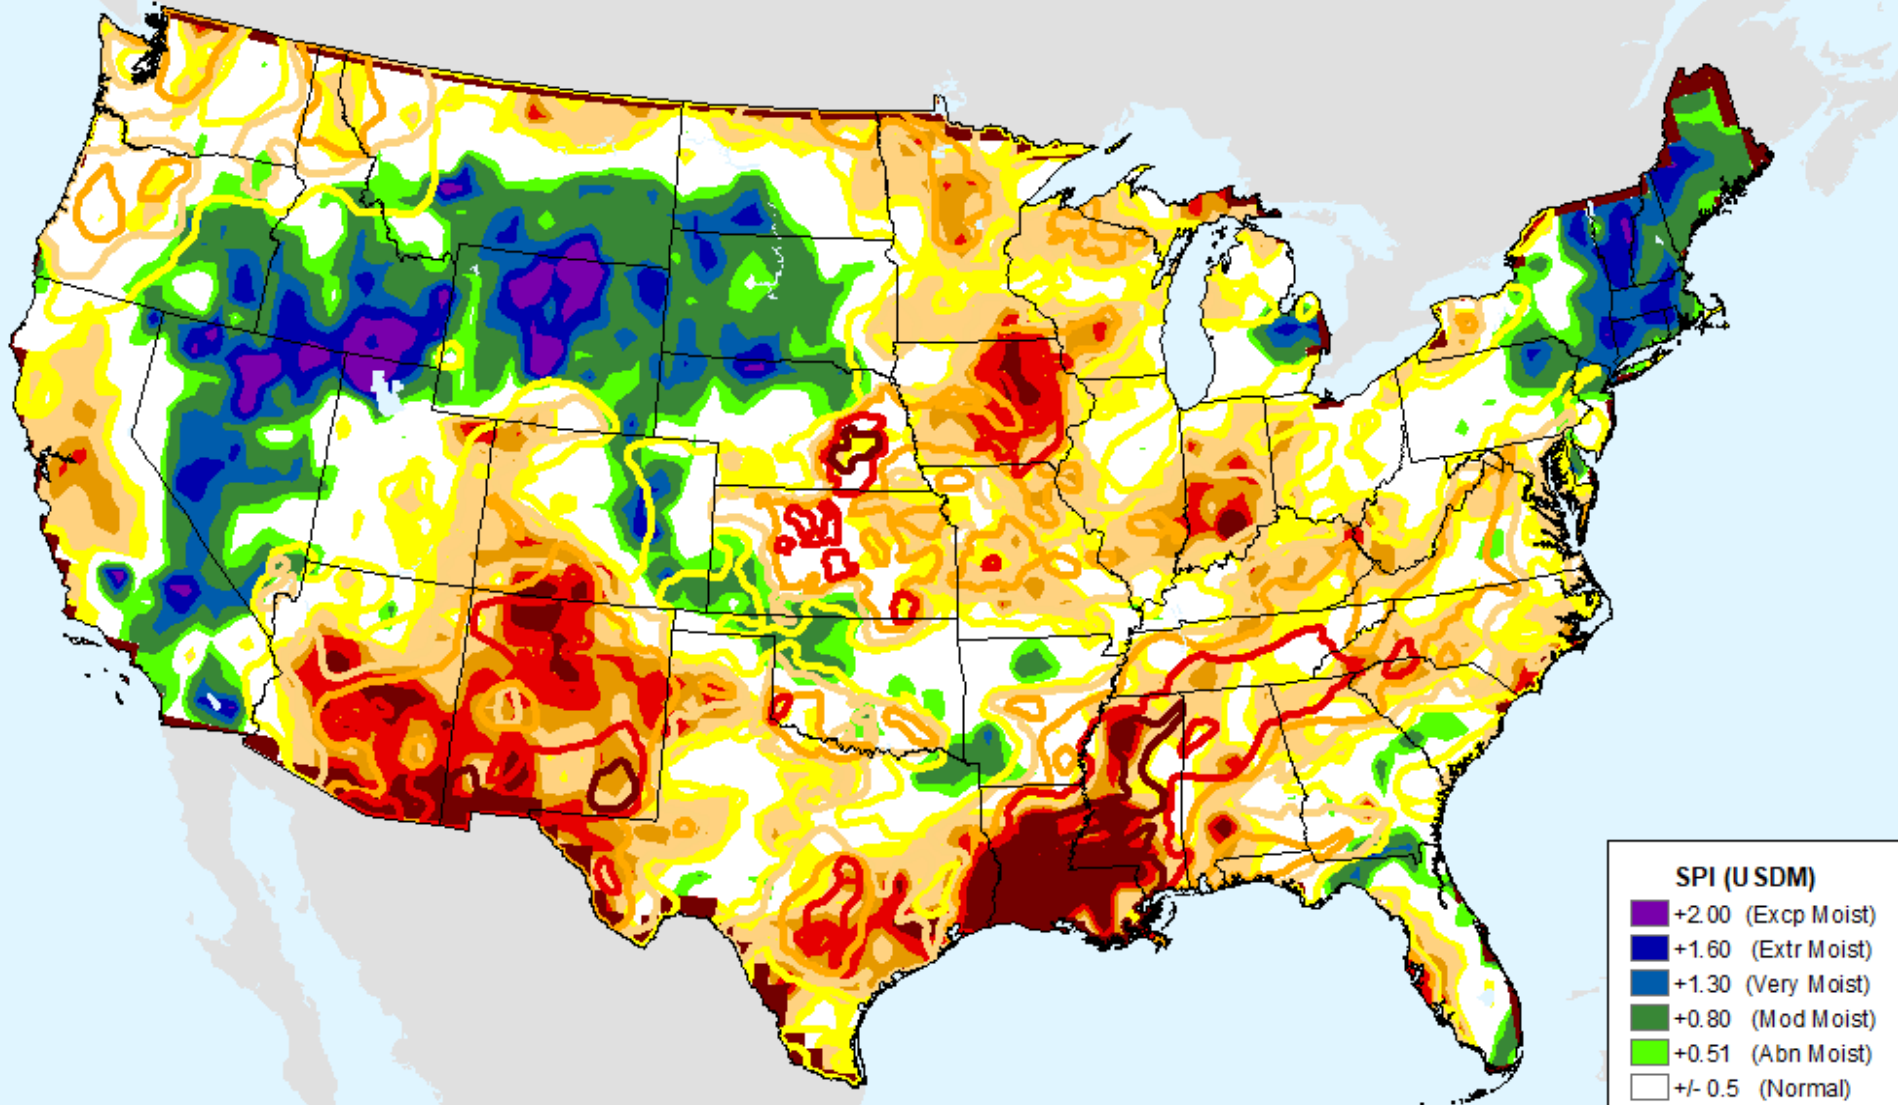 SPI (USDM)
+2.00 (Excp Moist)
+1.60 (Extr Moist)
+1.30 (Very Moist)
+0.80 (Mod Moist)
+0.51 (Abn Moist)
+/- 0.5 (Normal)